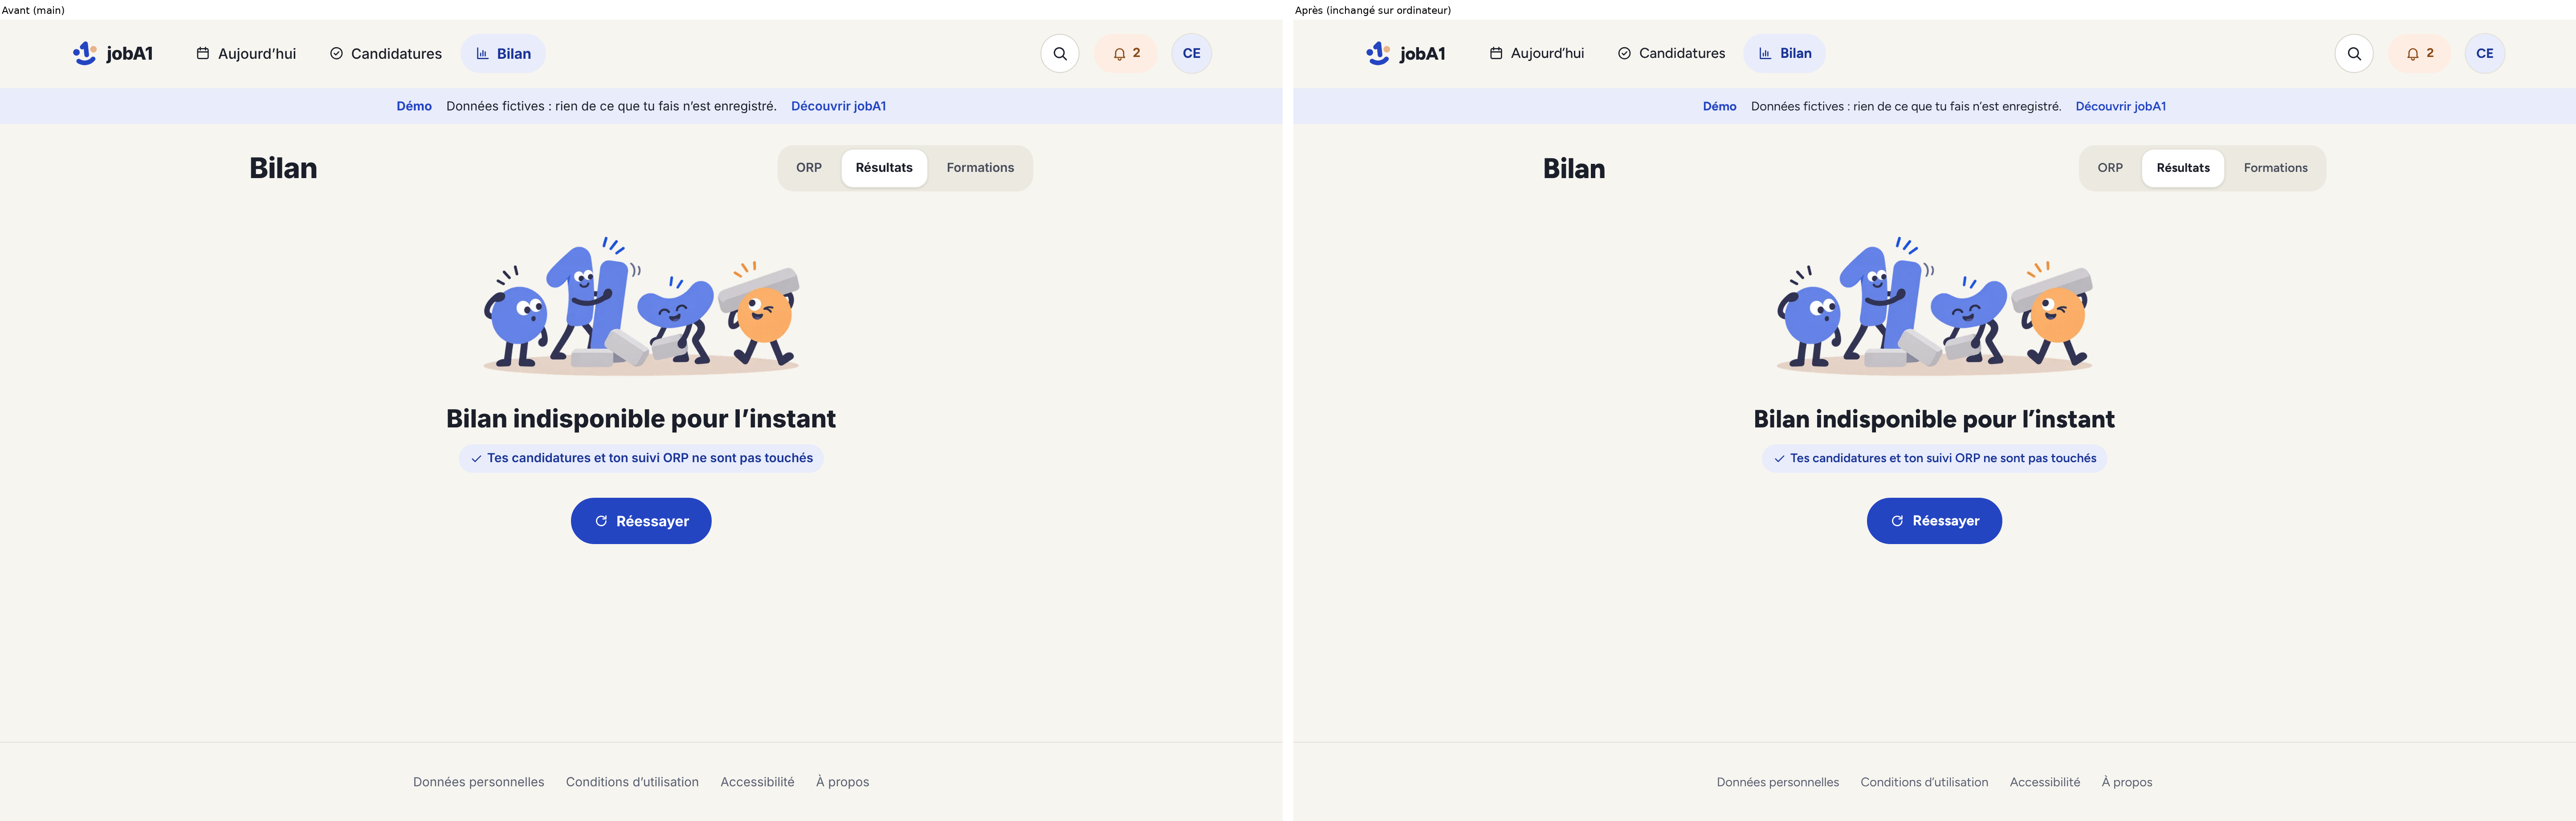 Avant (main)
jobA1 Aujourd’hui Candidatures Bilan 2 CE
Démo Données fictives : rien de ce que tu fais n’est enregistré. Découvrir jobA1
Bilan ORP Résultats Formations
Bilan indisponible pour l’instant
Tes candidatures et ton suivi ORP ne sont pas touchés
Réessayer
Données personnelles Conditions d’utilisation Accessibilité À propos
Après (inchangé sur ordinateur)
jobA1 Aujourd’hui Candidatures Bilan 2 CE
Démo Données fictives : rien de ce que tu fais n’est enregistré. Découvrir jobA1
Bilan ORP Résultats Formations
Bilan indisponible pour l’instant
Tes candidatures et ton suivi ORP ne sont pas touchés
Réessayer
Données personnelles Conditions d’utilisation Accessibilité À propos